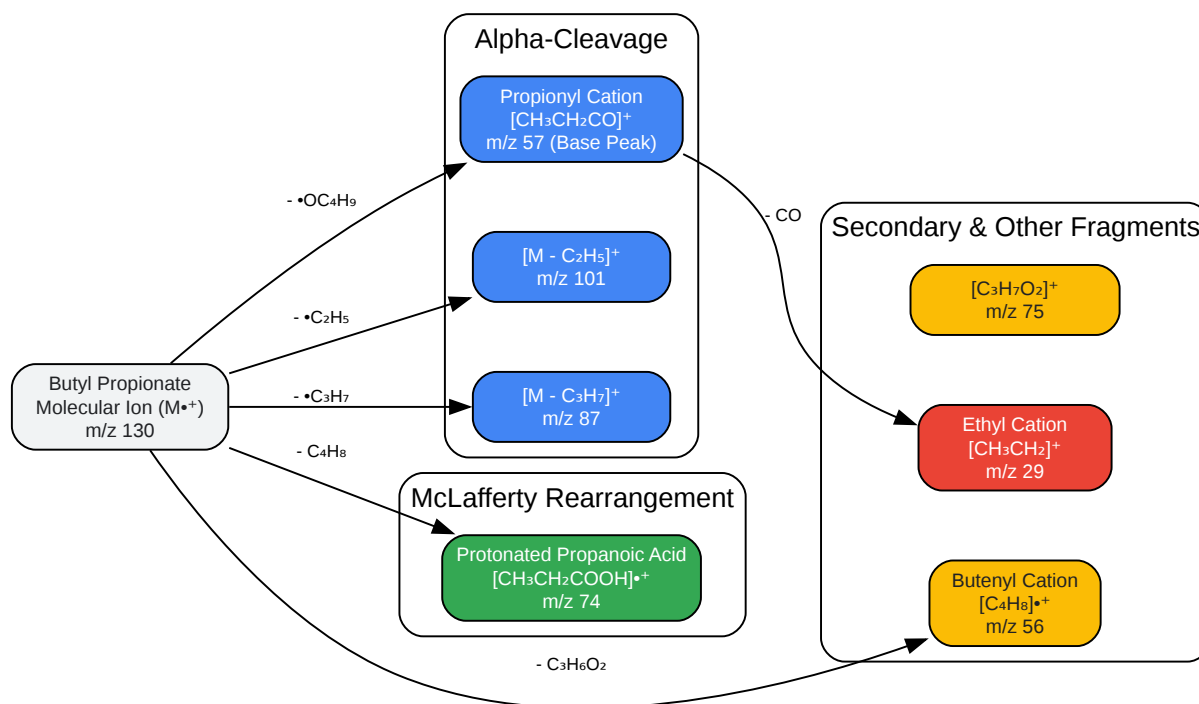 Alpha-Cleavage
Propionyl Cation
[CH₃CH₂CO]⁺
m/z 57 (Base Peak)
- •OC₄H₉
- CO
Secondary & Other Fragments
[M - C₂H₅]⁺
m/z 101
[C₃H₇O₂]⁺
m/z 75
- •C₂H₅
Butyl Propionate
Molecular Ion (M•⁺)
m/z 130
- •C₃H₇
[M - C₃H₇]⁺
m/z 87
Ethyl Cation
[CH₃CH₂]⁺
m/z 29
- C₄H₈
McLafferty Rearrangement
Protonated Propanoic Acid
[CH₃CH₂COOH]•⁺
m/z 74
Butenyl Cation
[C₄H₈]•⁺
m/z 56
- C₃H₆O₂